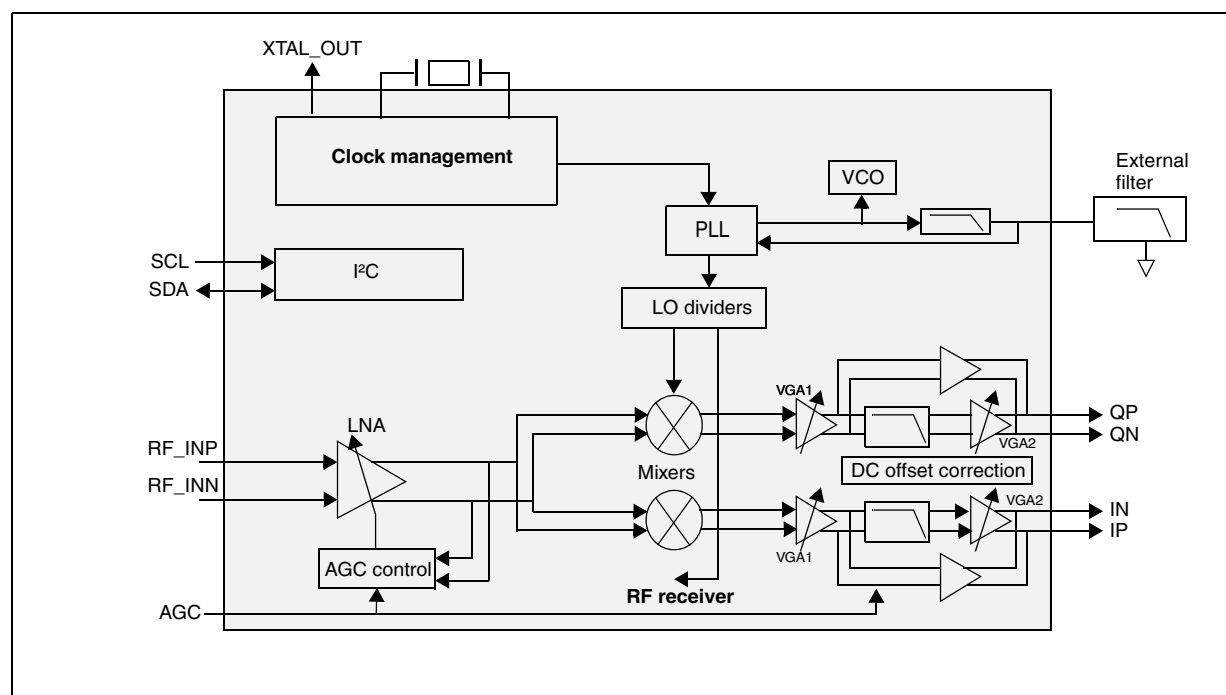 XTAL_OUT
Clock management
External
filter
VCO
PLL
SCL
I²C
SDA
LO dividers
VGA1
QP
LNA
QN
VGA2
RF_INP
Mixers
DC offset correction
RF_INN
VGA2
IN
IP
VGA1
AGC control
RF receiver
AGC